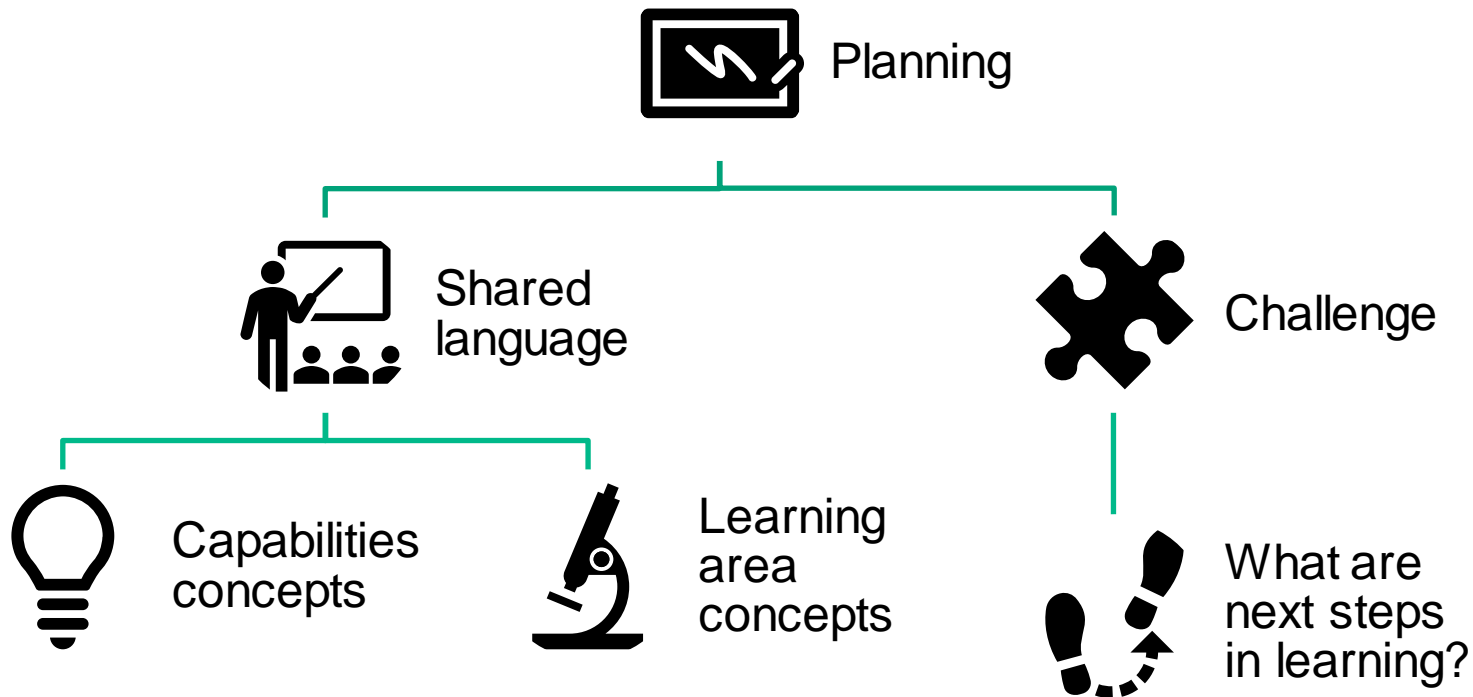 Planning
Shared
language
Challenge
Capabilities
concepts
Learning
area
concepts
What are
next steps
in learning?